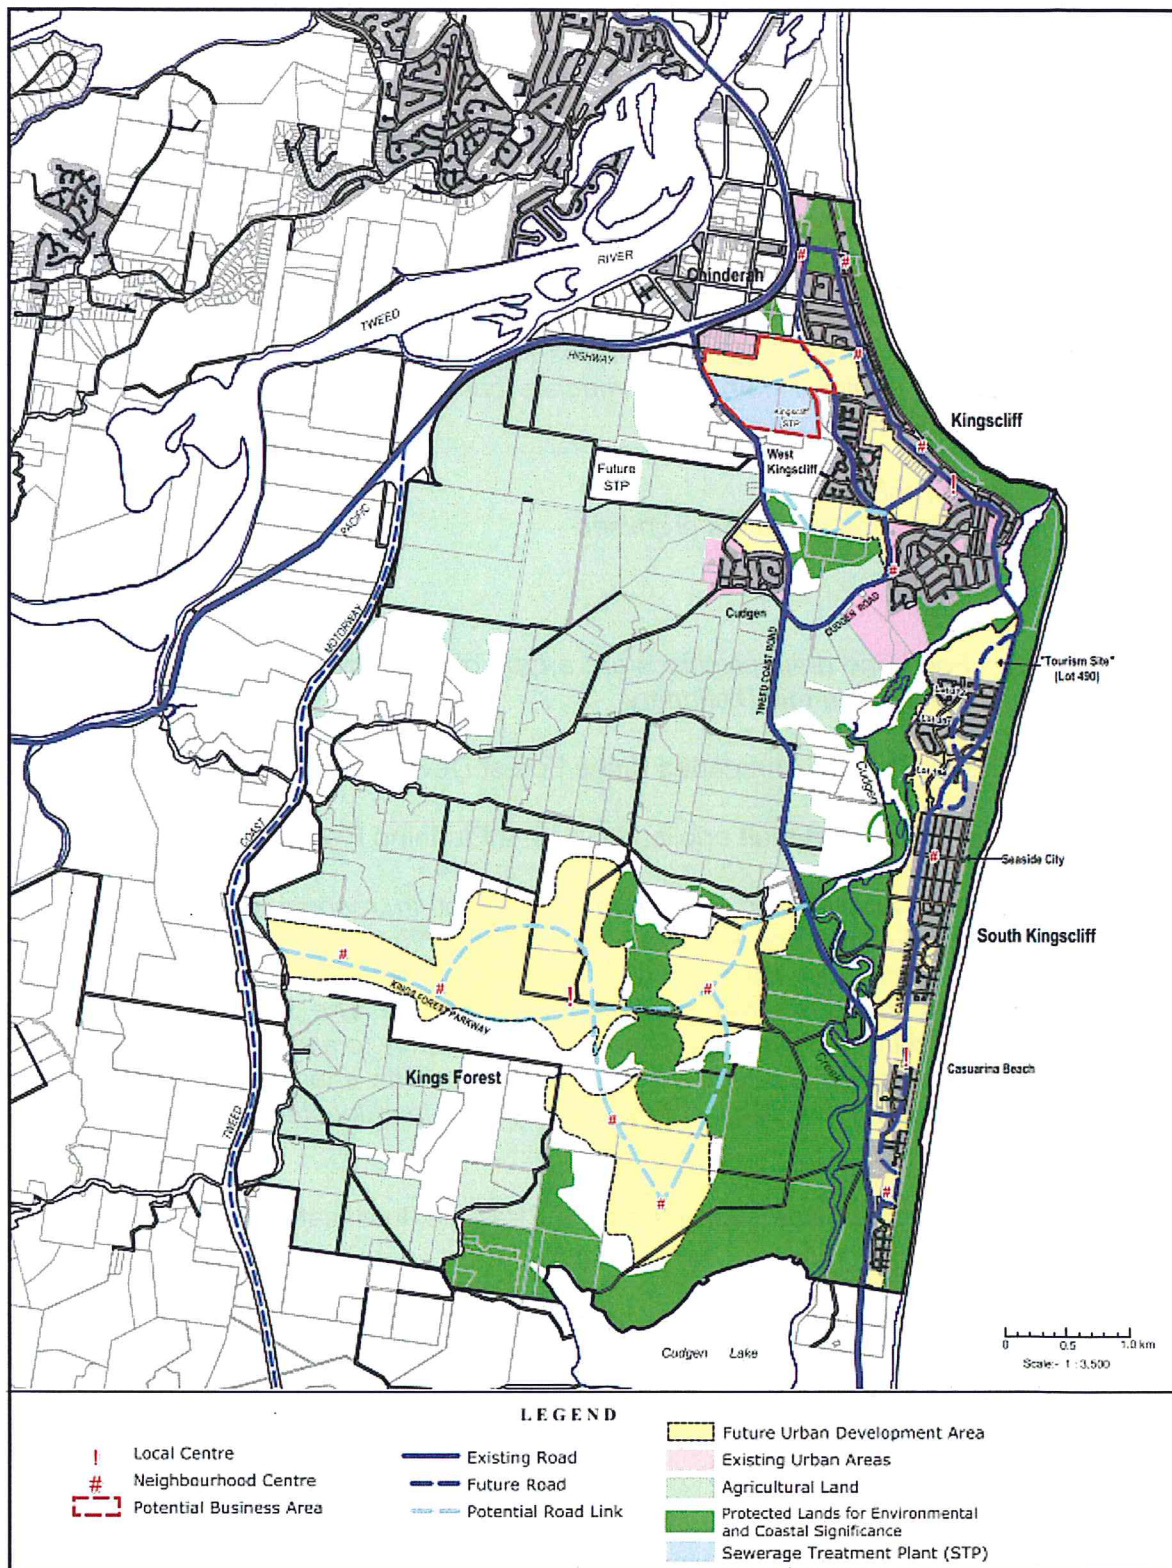 RIVER
Chinderah
TWEED
HIGHWAY
Kingscliff
(STP)
Kingscliff
West
Kingscliff
Future
STP
PACIFIC
MOTORWAY
Cudgen
CUDGEN ROAD
TWEED COAST ROAD
"Tourism Site"
(Lot 490)
Cudgen
COAST
Seaside City
South Kingscliff
CASUARINA WAY
KINGS FOREST PARKWAY
Kings Forest
Creek
Casuarina Beach
TWEED
Cudgen Lake
0 0.5 1.0 km
Scale:- 1 : 3,500
LEGEND
! Local Centre
# Neighbourhood Centre
Potential Business Area
Existing Road
Future Road
Potential Road Link
Future Urban Development Area
Existing Urban Areas
Agricultural Land
Protected Lands for Environmental
and Coastal Significance
Sewerage Treatment Plant (STP)